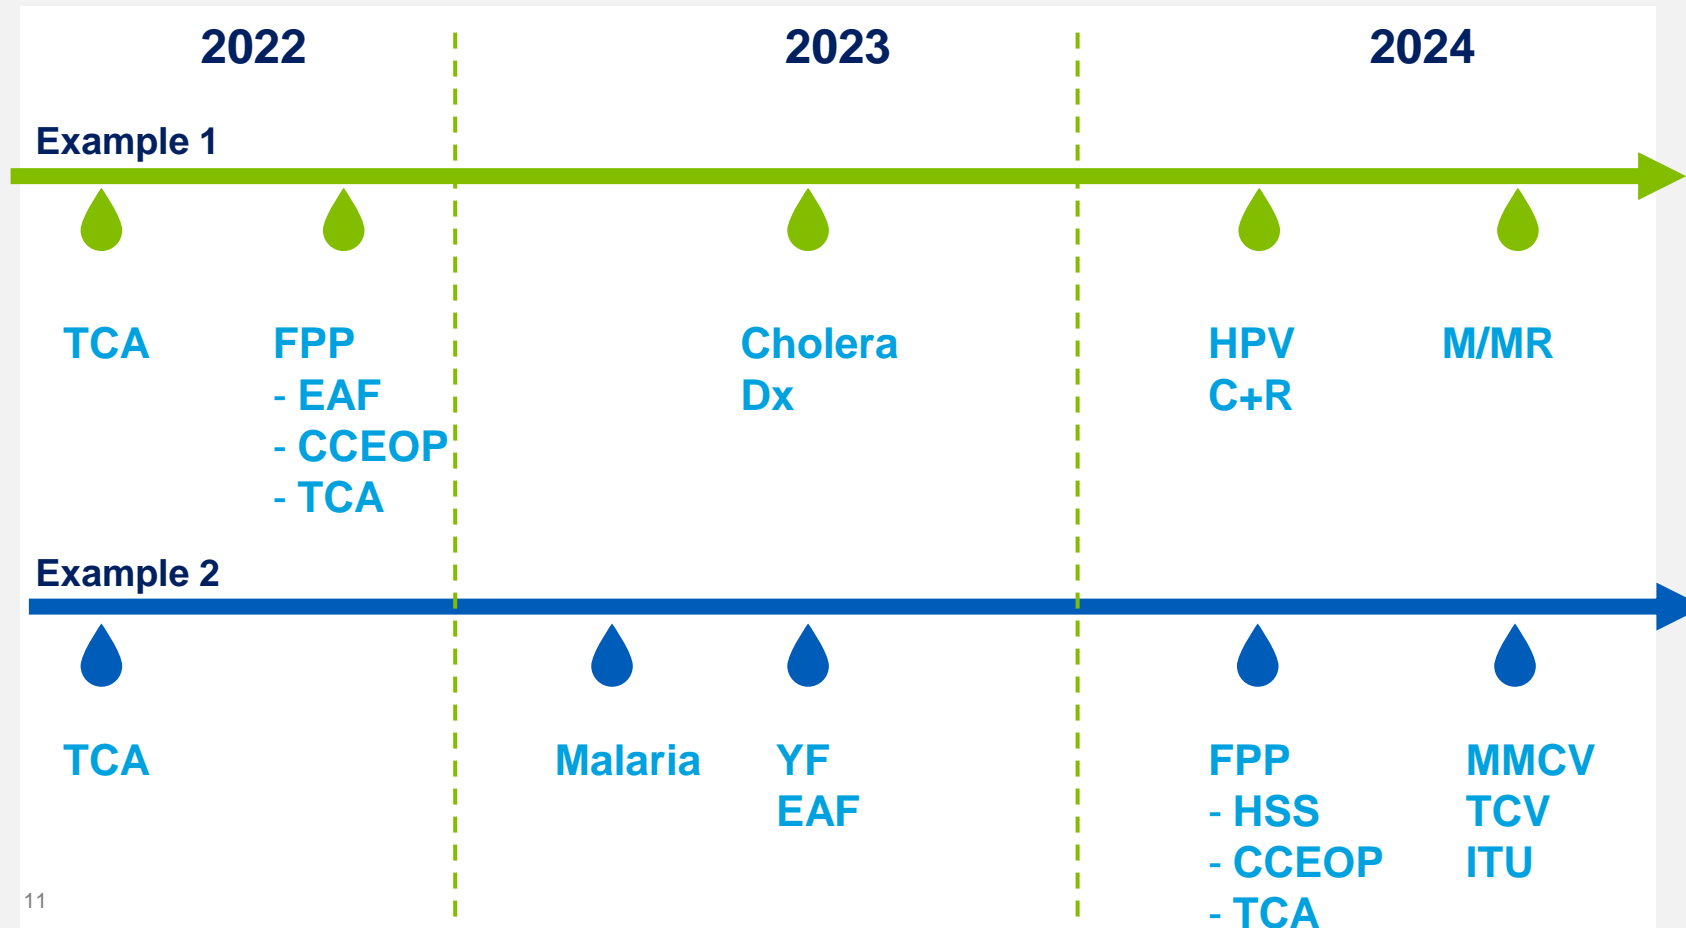 2022
2023
2024
Example 1
TCA
FPP
- EAF
- CCEOP
- TCA
Cholera
Dx
HPV
C+R
M/MR
Example 2
TCA
Malaria
YF
EAF
FPP
- HSS
- CCEOP
- TCA
MMCV
TCV
ITU
11